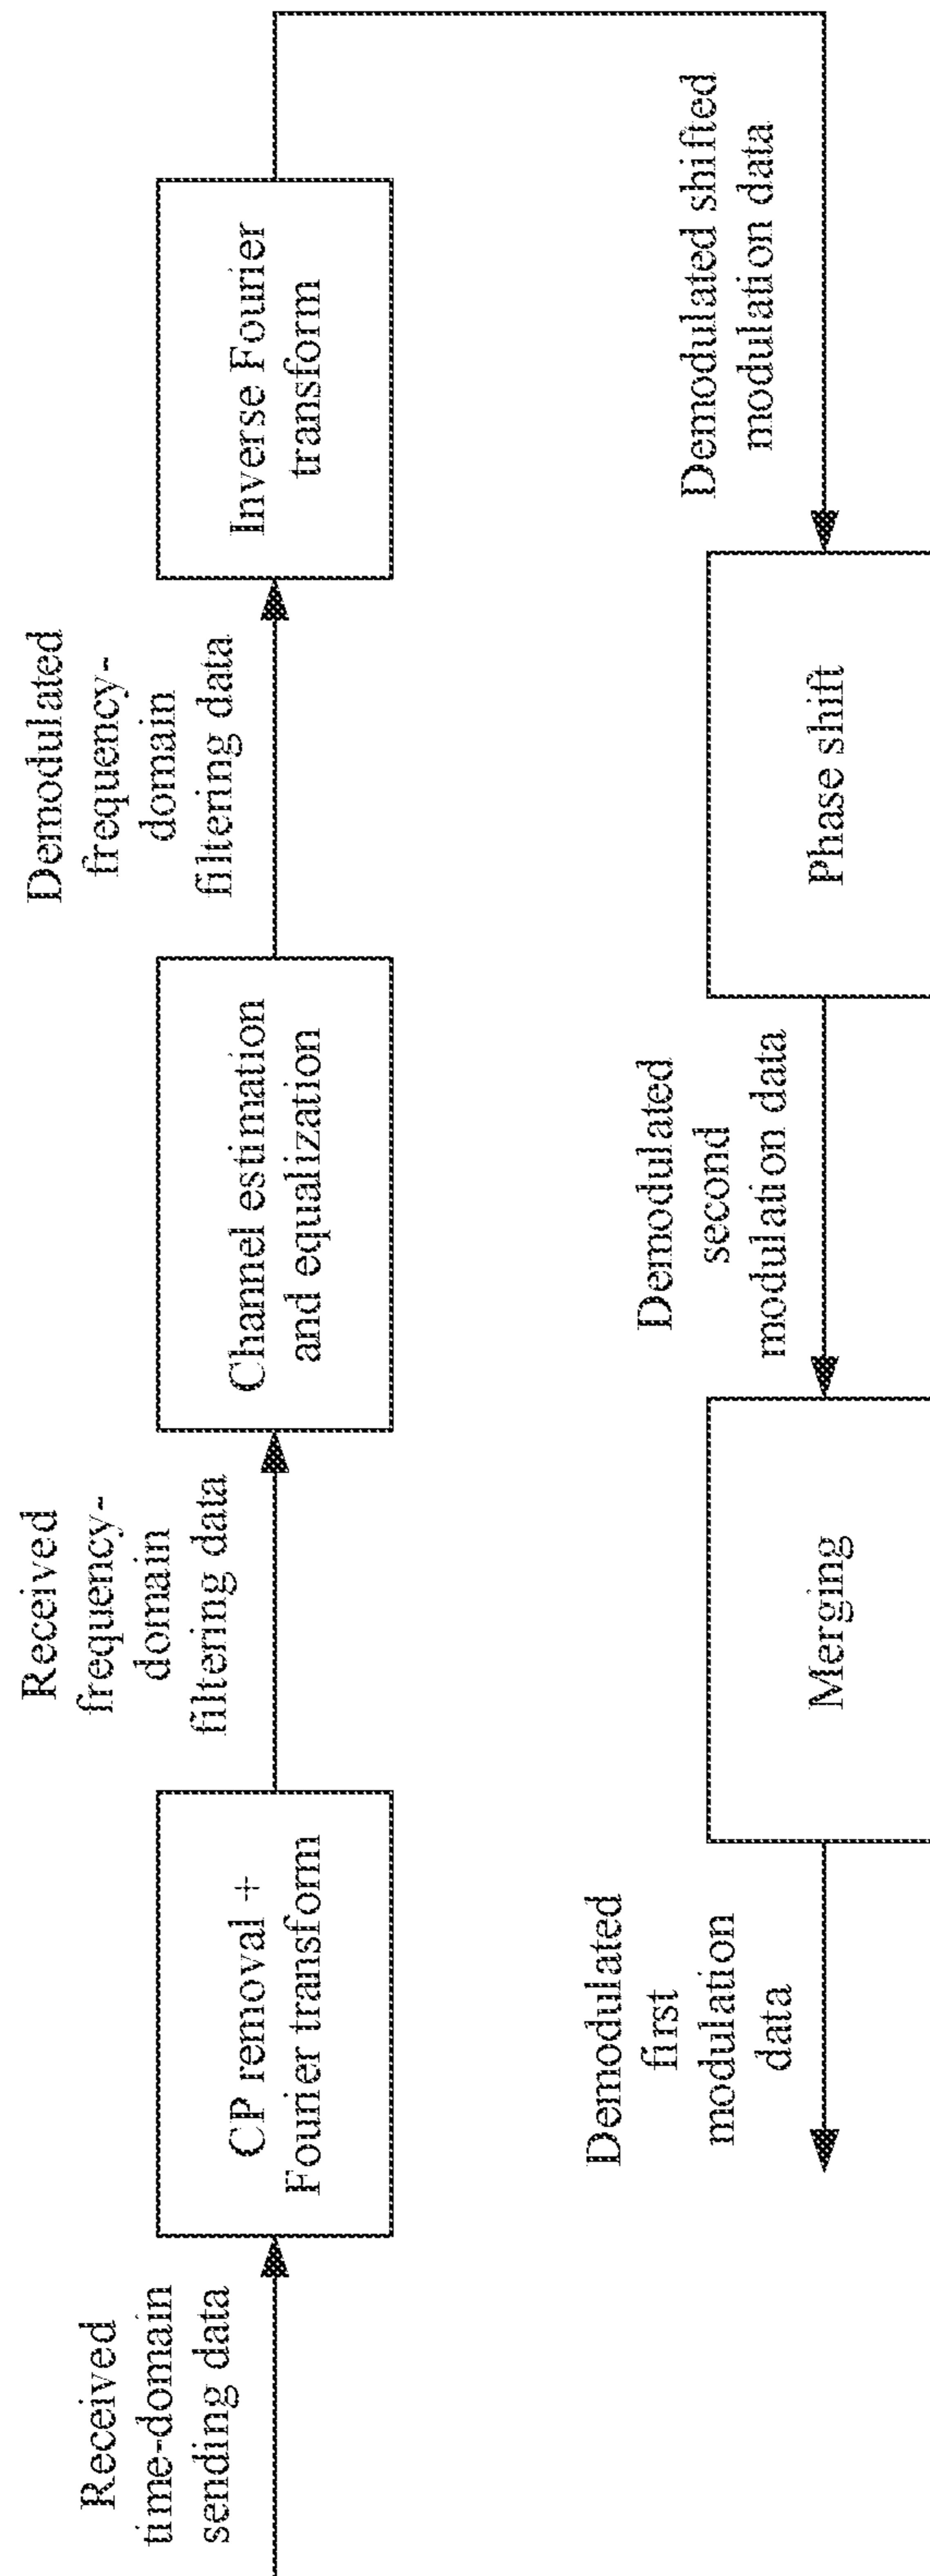 Received
time-domain
sending data
CP removal +
Fourier transform
Received
frequency-
domain
filtering data
Channel estimation
and equalization
Demodulated
frequency-
domain
filtering data
Inverse Fourier
transform
Demodulated shifted
modulation data
Phase shift
Demodulated
second
modulation data
Merging
Demodulated
first
modulation
data